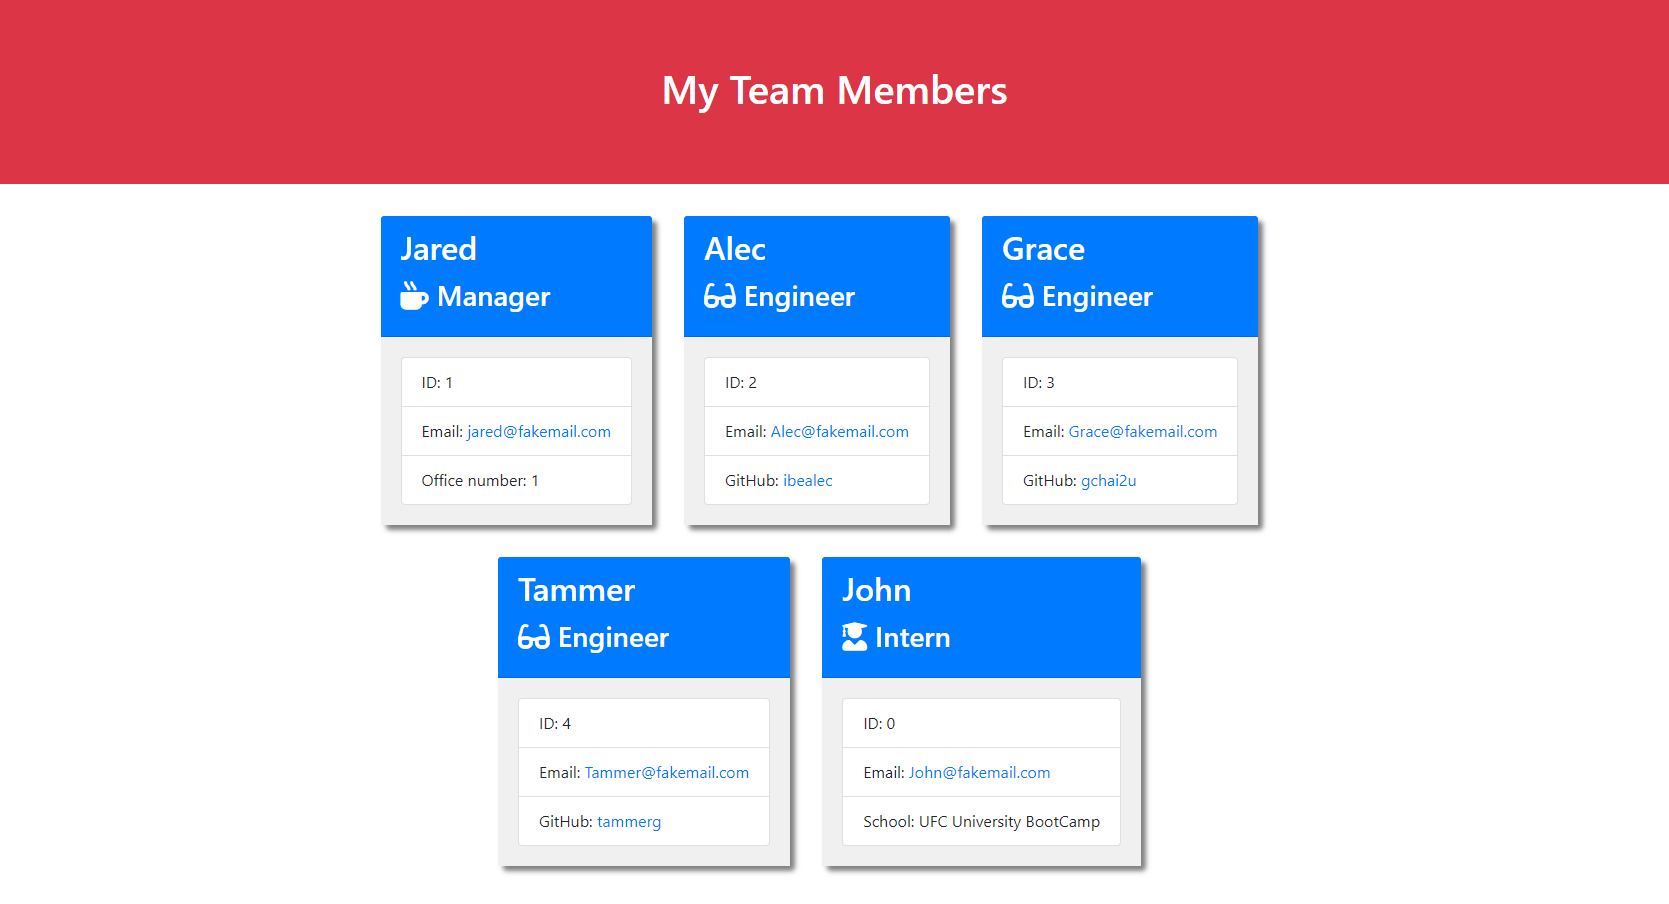 My Team Members
Jared
Manager
ID: 1
Email: jared@fakemail.com
Office number: 1
Alec
Engineer
ID: 2
Email: Alec@fakemail.com
GitHub: ibealec
Grace
Engineer
ID: 3
Email: Grace@fakemail.com
GitHub: gchai2u
Tammer
Engineer
ID: 4
Email: Tammer@fakemail.com
GitHub: tammerg
John
Intern
ID: 0
Email: John@fakemail.com
School: UFC University BootCamp